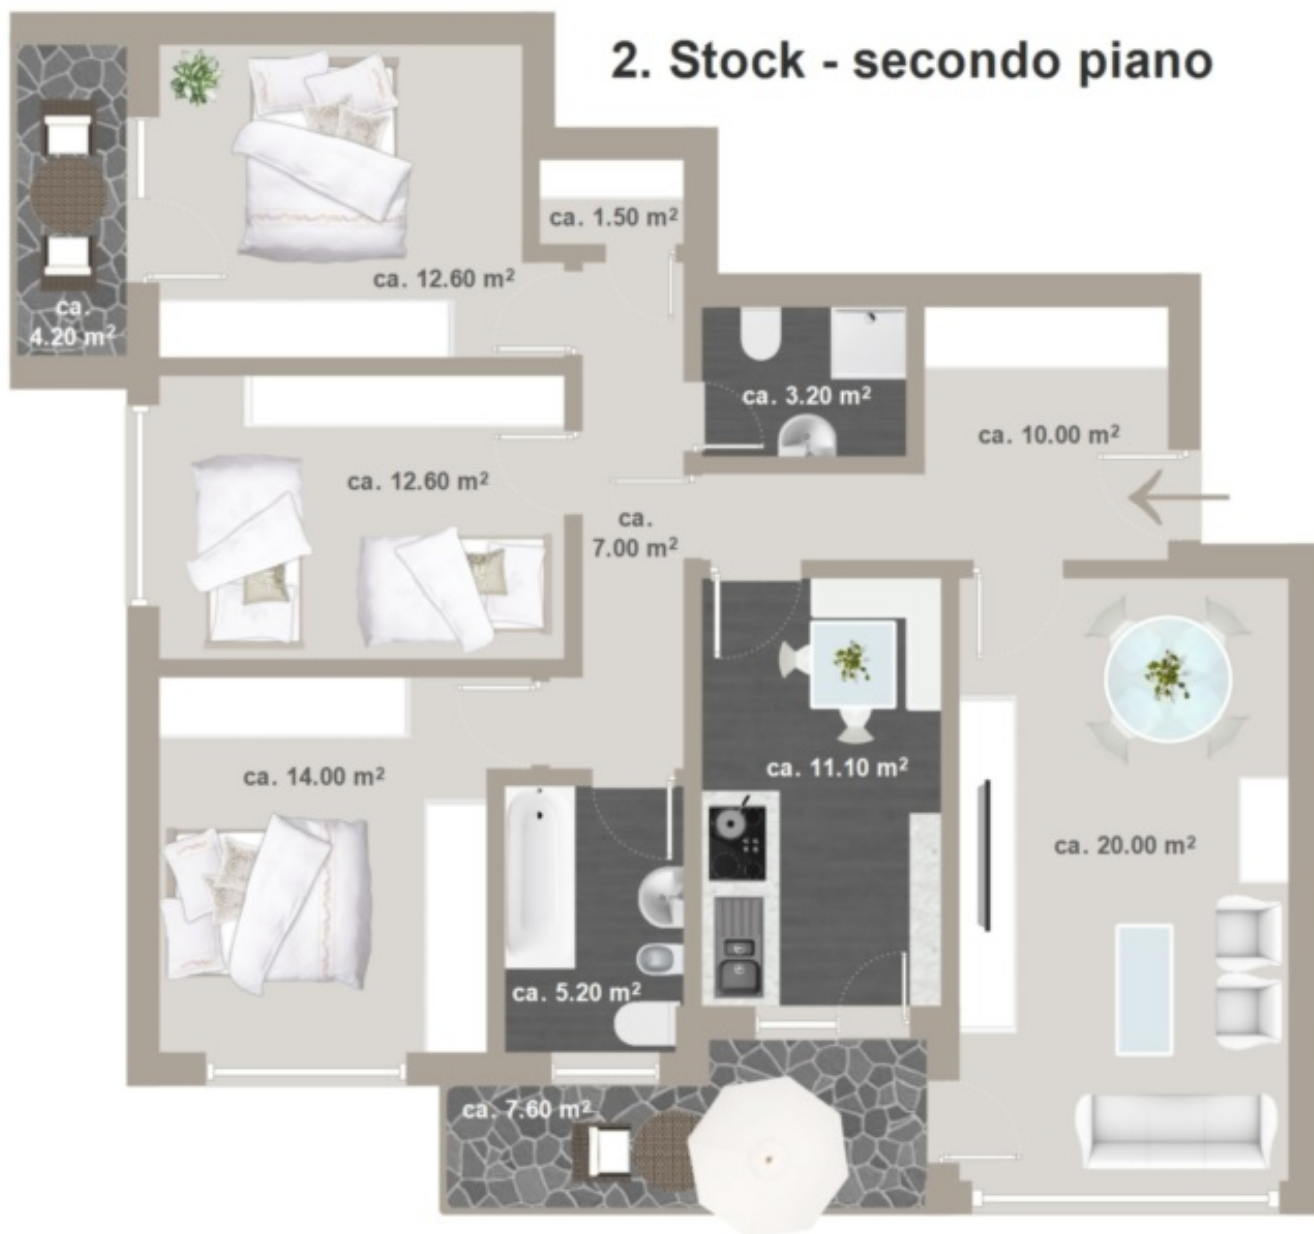 2. Stock - secondo piano
ca. 1.50 m²
ca. 12.60 m²
ca.
4.20 m²
ca. 3.20 m²
ca. 10.00 m²
ca. 12.60 m²
ca.
7.00 m²
ca. 14.00 m²
ca. 11.10 m²
ca. 20.00 m²
ca. 5.20 m²
ca. 7.60 m²